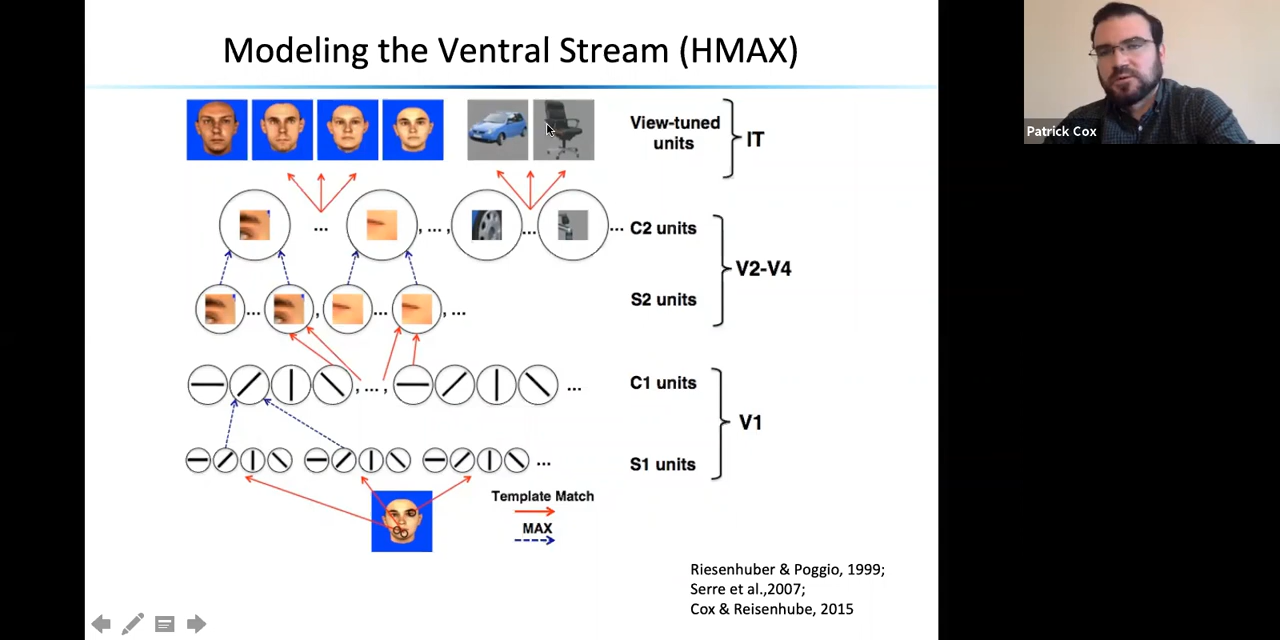 Modeling the Ventral Stream (HMAX)
Patrick Cox
View-tuned
units
IT
C2 units
V2-V4
S2 units
C1 units
V1
S1 units
Template Match
MAX
Riesenhuber & Poggio, 1999;
Serre et al.,2007;
Cox & Reisenhube, 2015